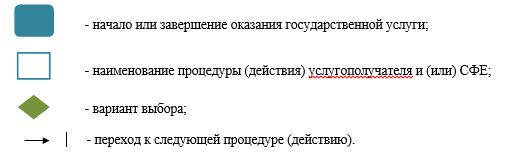 - начало или завершение оказания государственной услуги;
- наименование процедуры (действия) услугополучателя и (или) СФЕ;
- вариант выбора;
- переход к следующей процедуре (действию).